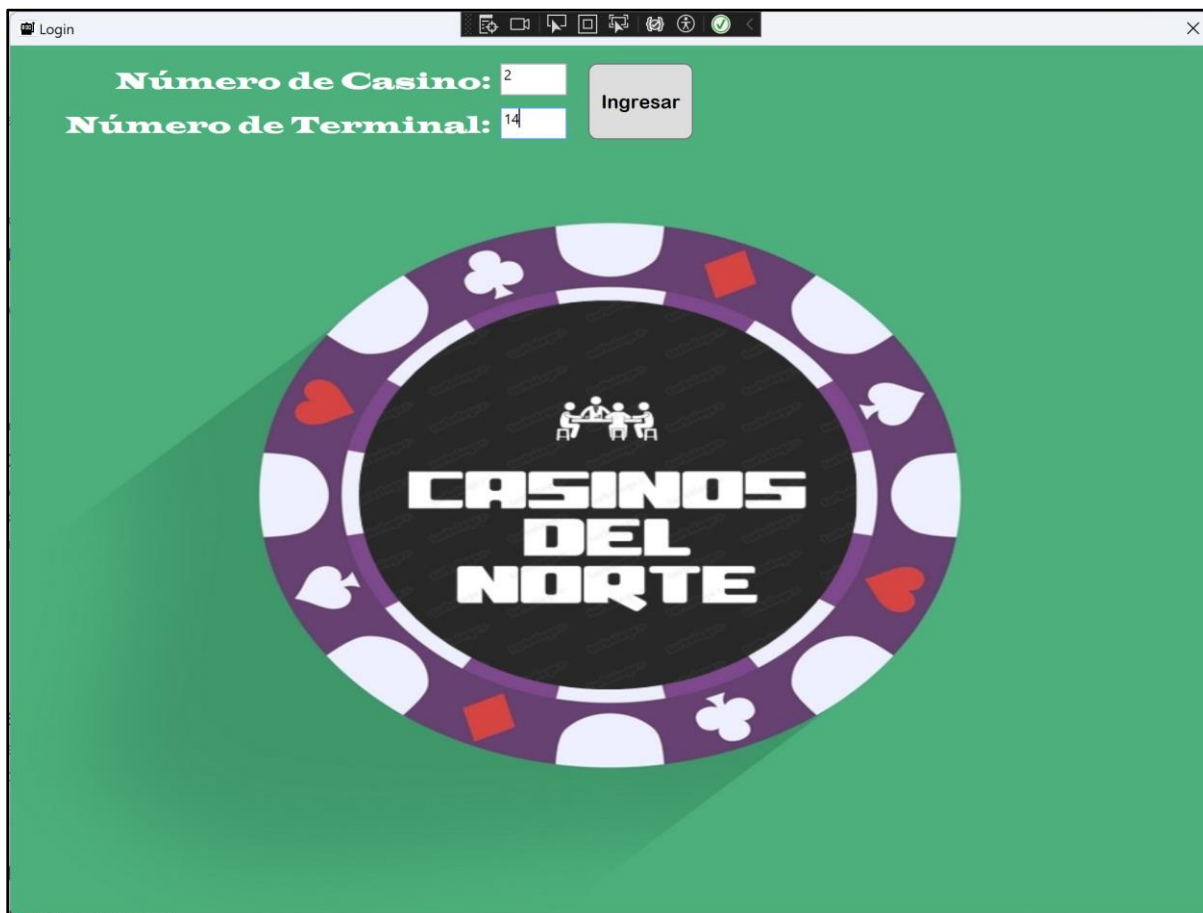 Login
Número de Casino: 2
Número de Terminal: 14
Ingresar
CASINOS
DEL
NORTE